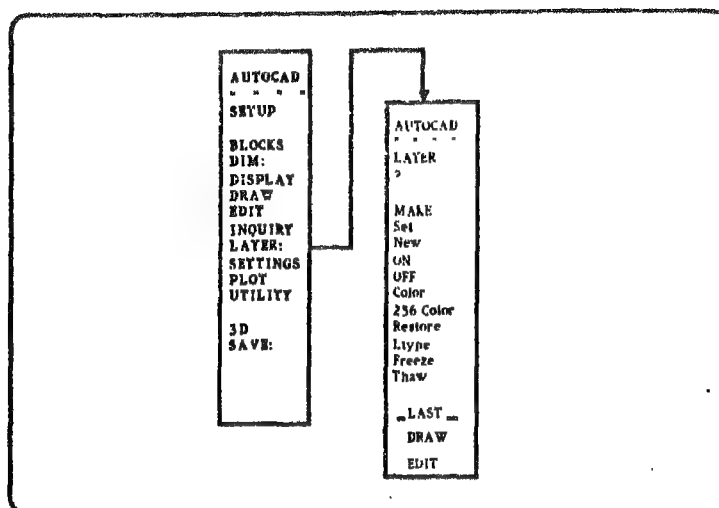 AUTOCAD
* * * *
SETUP
BLOCKS
DIM:
DISPLAY
DRAW
EDIT
INQUIRY
LAYER:
SETTINGS
PLOT
UTILITY
3D
SAVE:
AUTOCAD
* * * *
LAYER
?
MAKE
Set
New
ON
OFF
Color
256 Color
Restore
Ltype
Freeze
Thaw
_LAST_
DRAW
EDIT